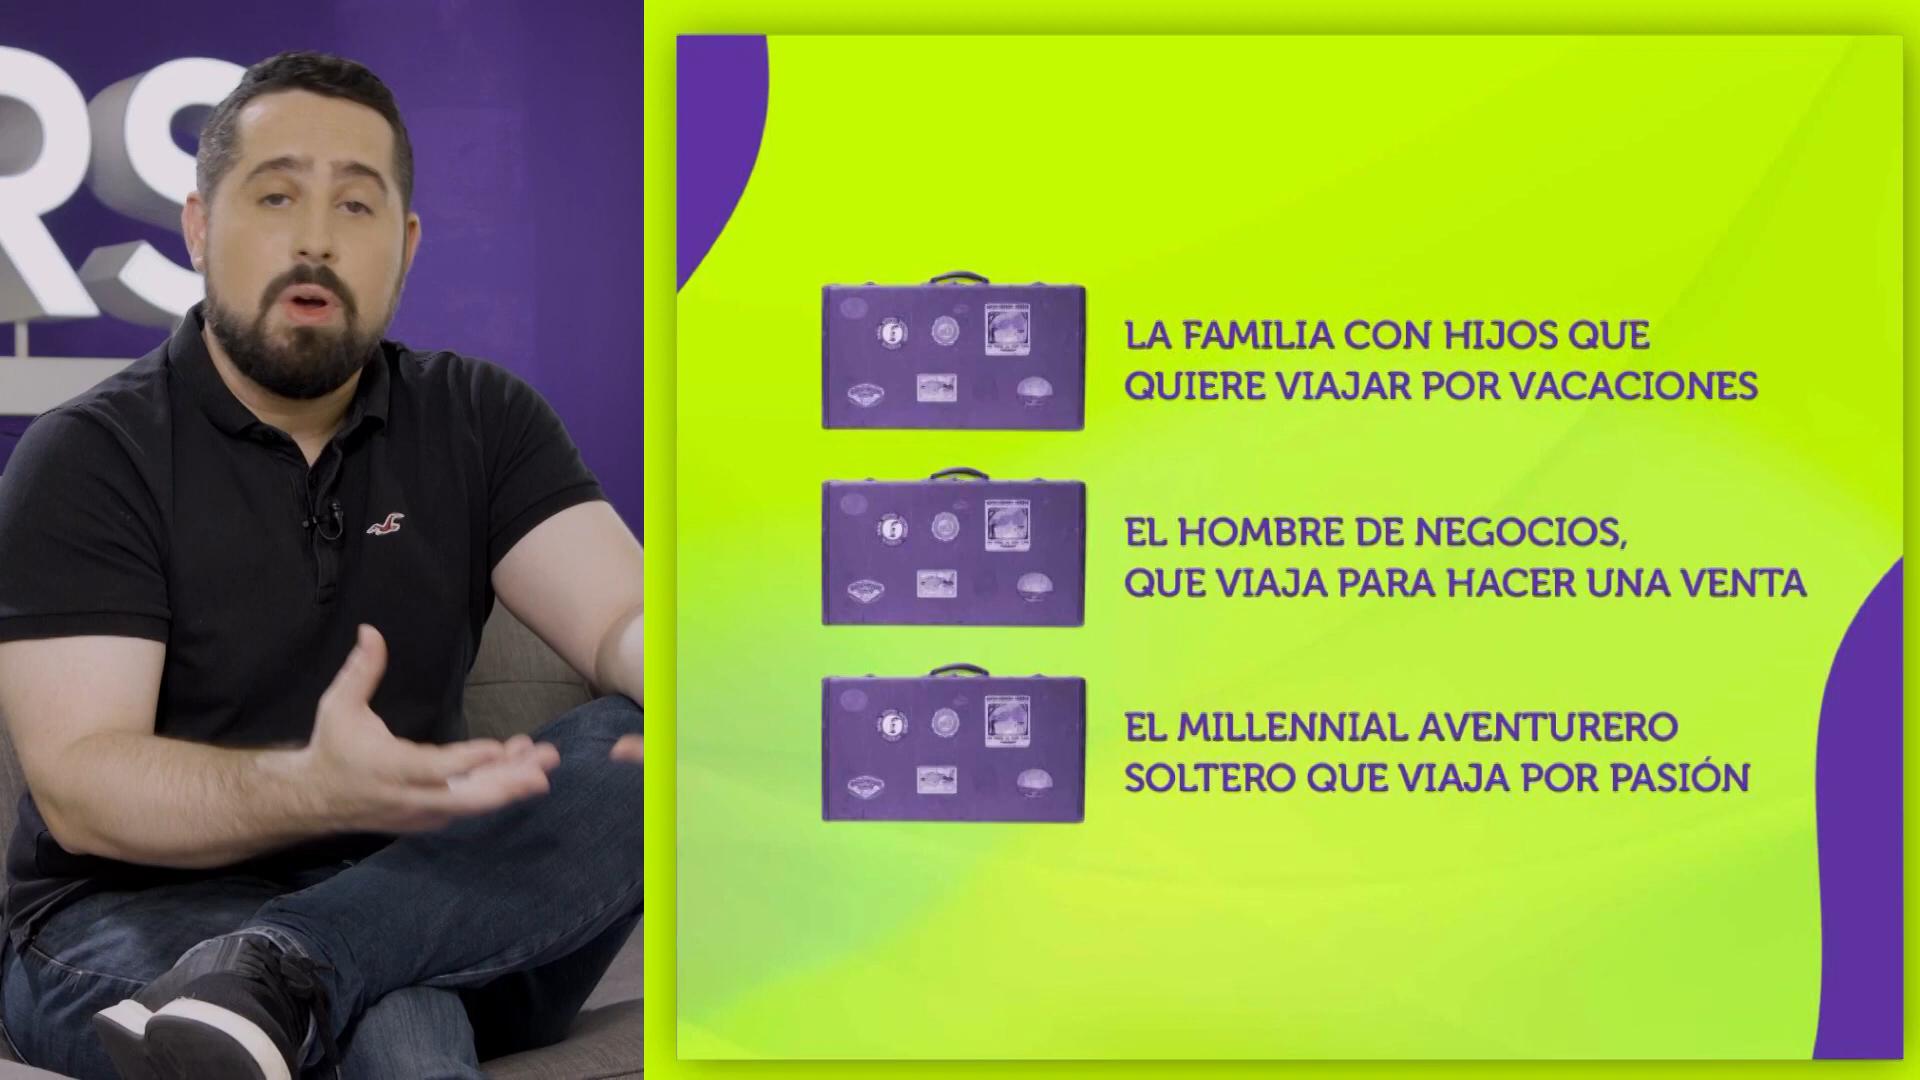 RS
LA FAMILIA CON HIJOS QUE
QUIERE VIAJAR POR VACACIONES
EL HOMBRE DE NEGOCIOS,
QUE VIAJA PARA HACER UNA VENTA
EL MILLENNIAL AVENTURERO
SOLTERO QUE VIAJA POR PASIÓN